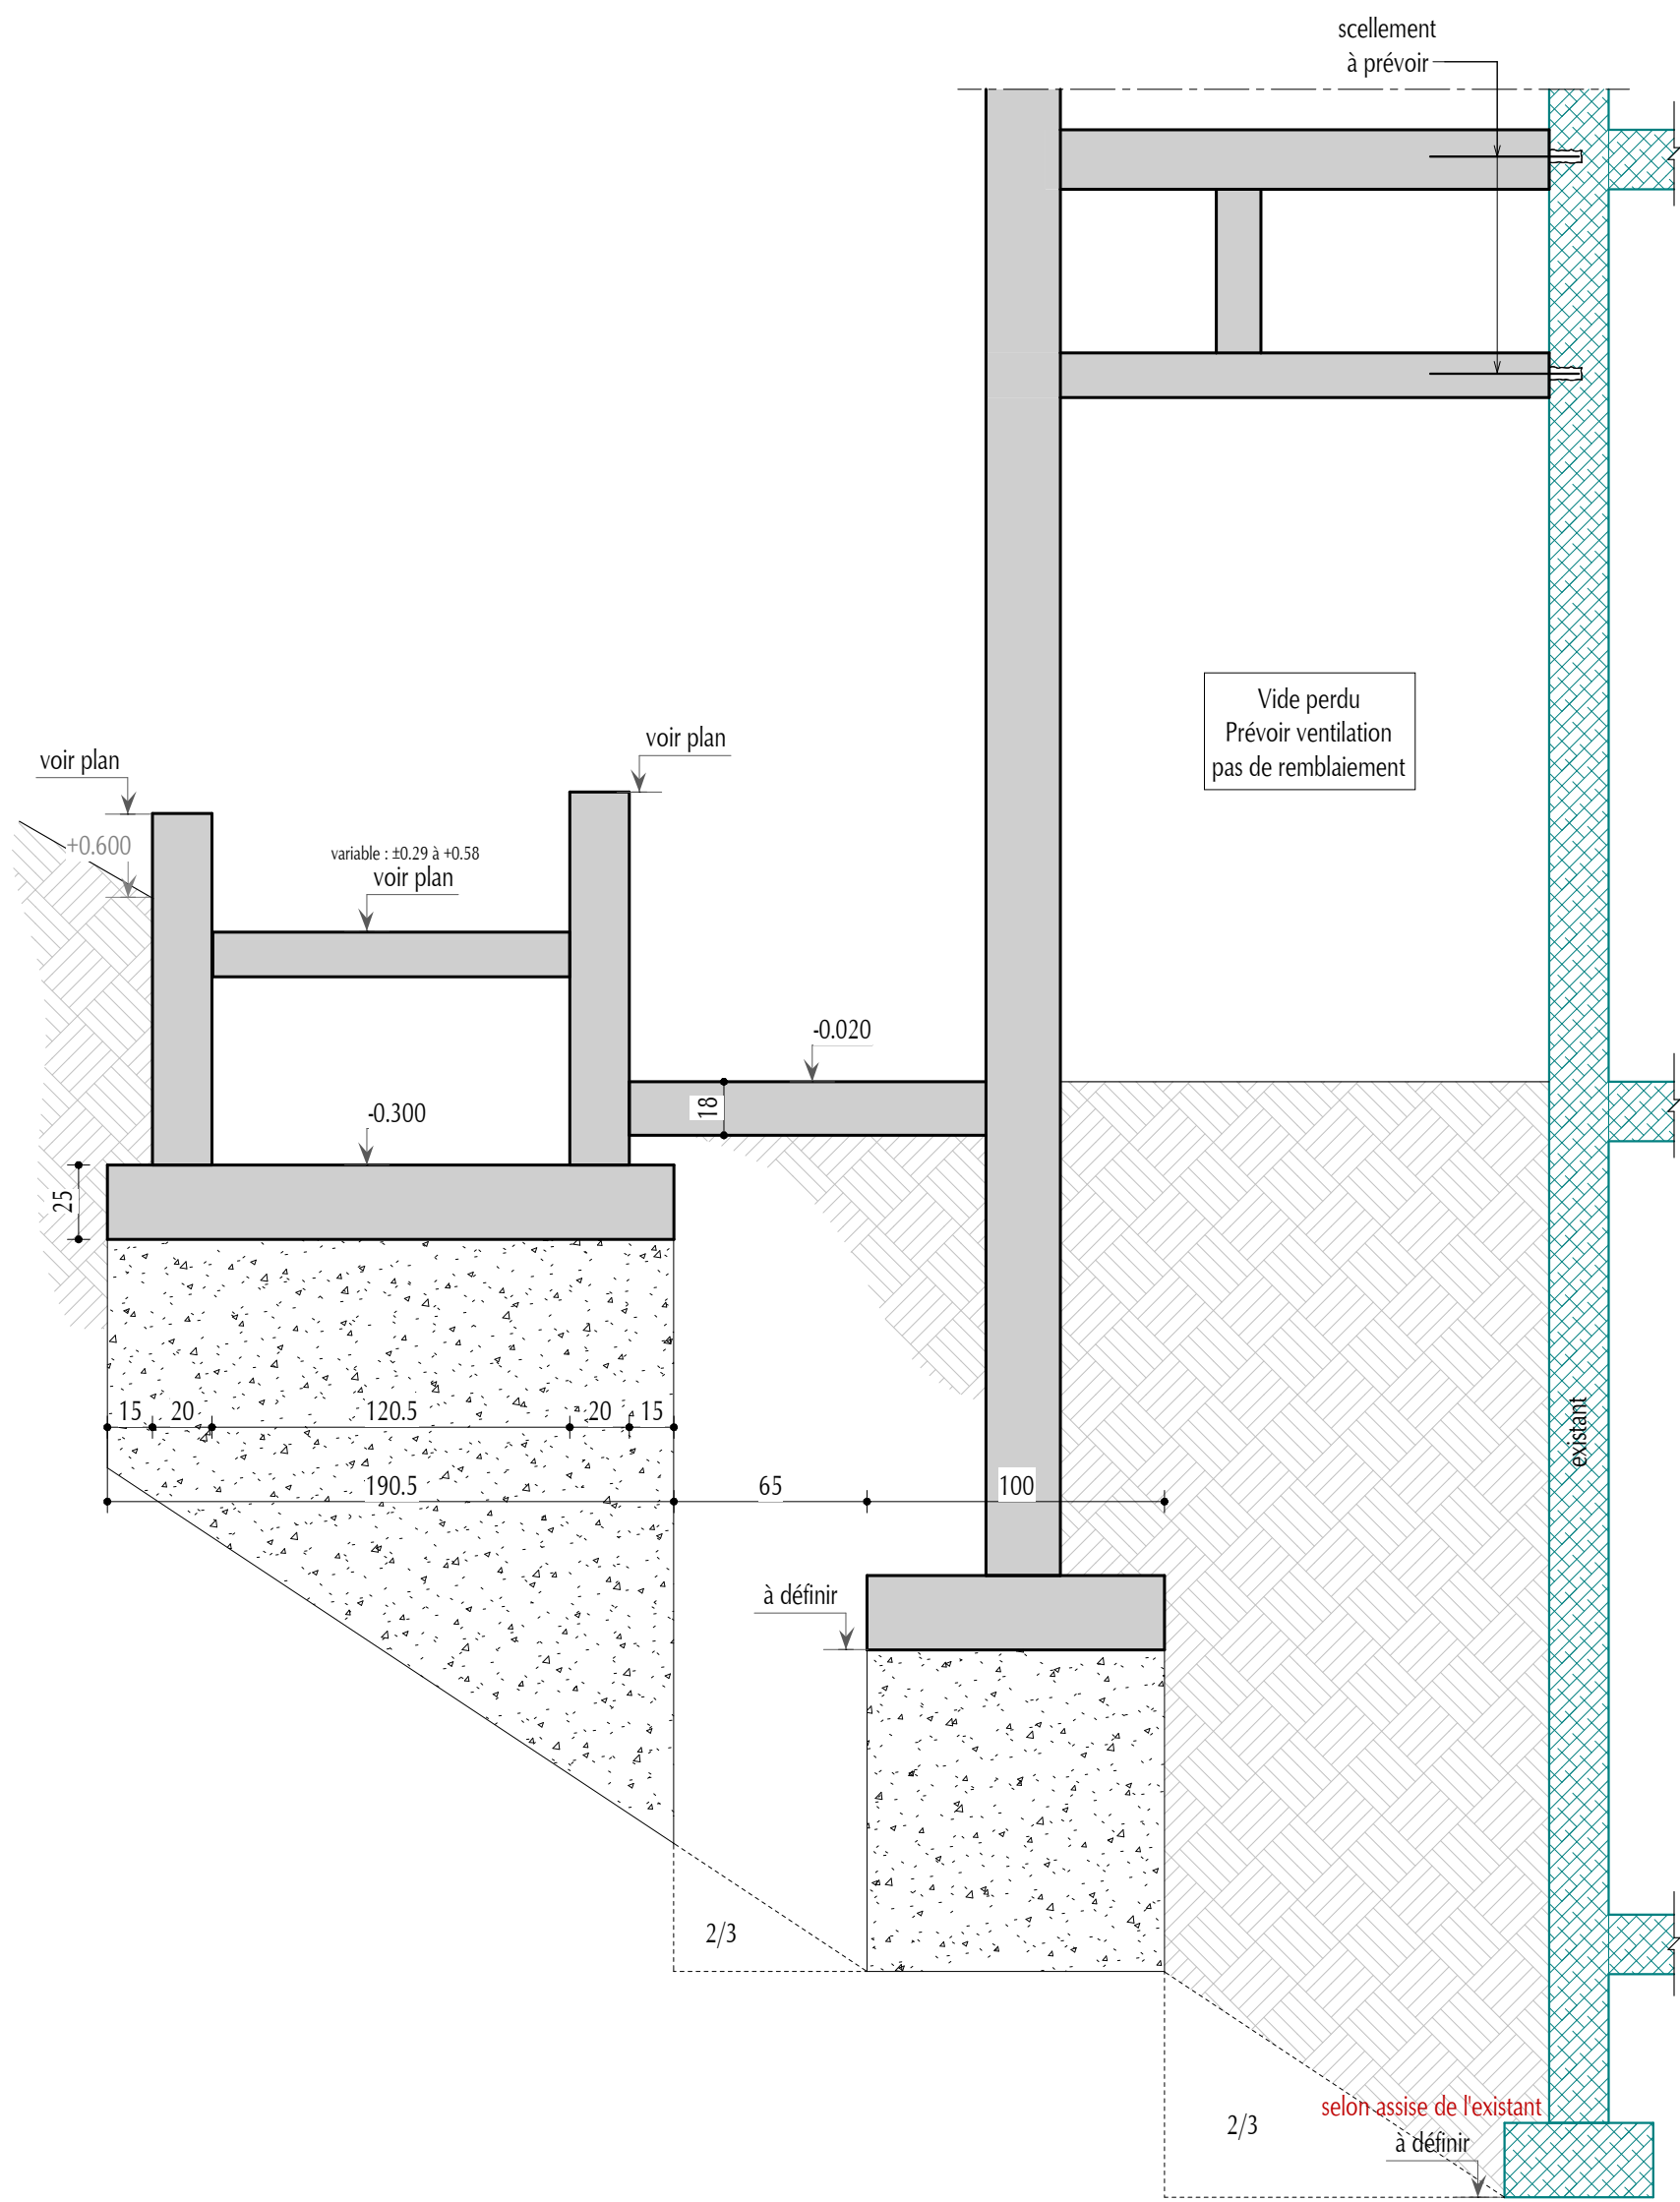 scellement
à prévoir
Vide perdu
Prévoir ventilation
pas de remblaiement
voir plan
voir plan
+0.600
variable : ±0.29 à +0.58
voir plan
-0.020
18
-0.300
25
15 20 120.5 20 15
190.5 65 100
existant
à définir
2/3
selon assise de l'existant
2/3
à définir